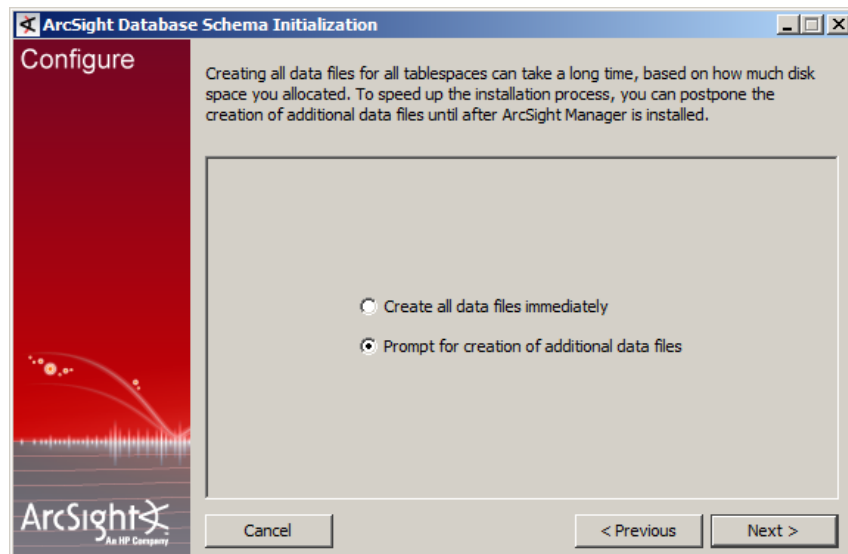 ArcSight Database Schema Initialization
Configure
Creating all data files for all tablespaces can take a long time, based on how much disk
space you allocated. To speed up the installation process, you can postpone the
creation of additional data files until after ArcSight Manager is installed.
Create all data files immediately
Prompt for creation of additional data files
ArcSight
An HP Company
Cancel
< Previous
Next >